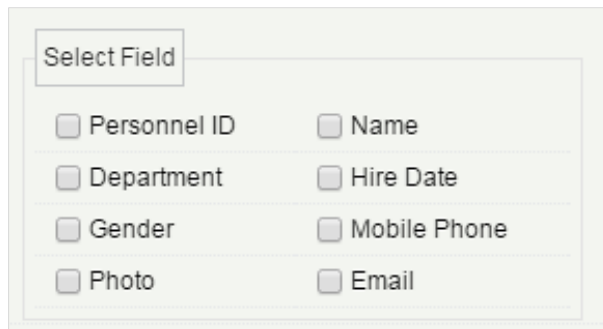 Select Field
Personnel ID Name
Department Hire Date
Gender Mobile Phone
Photo Email